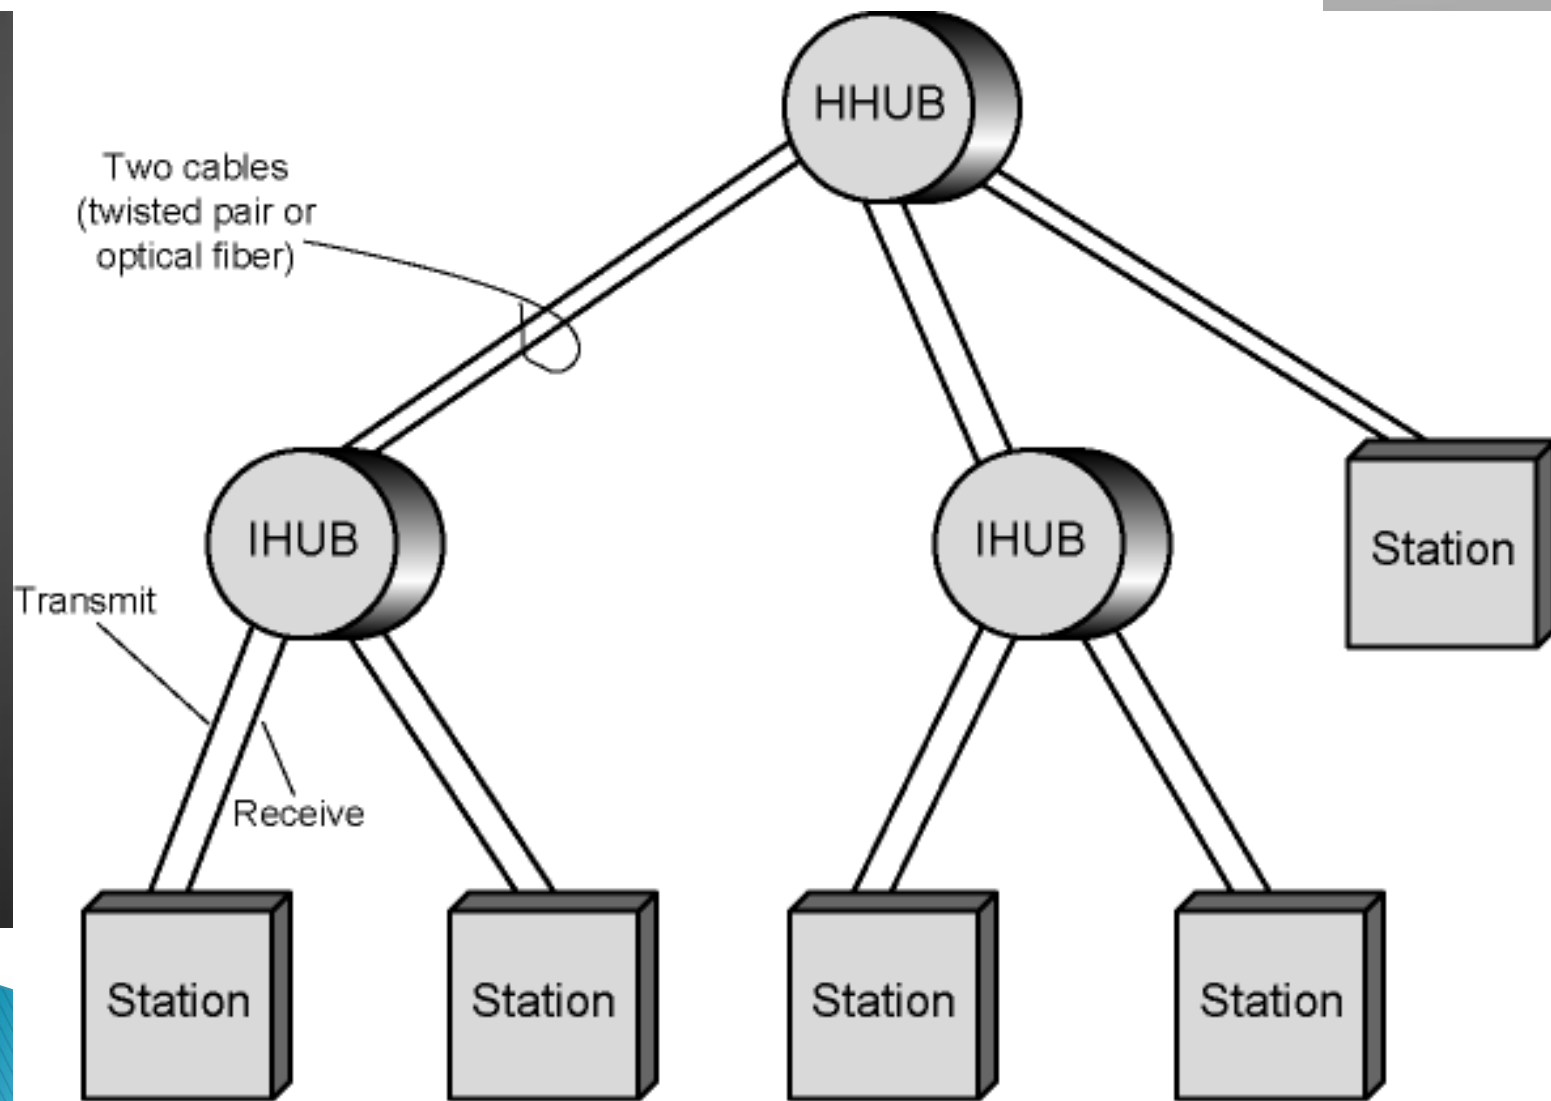 HHUB
Two cables
(twisted pair or
optical fiber)
IHUB
IHUB
Station
Transmit
Receive
Station
Station
Station
Station